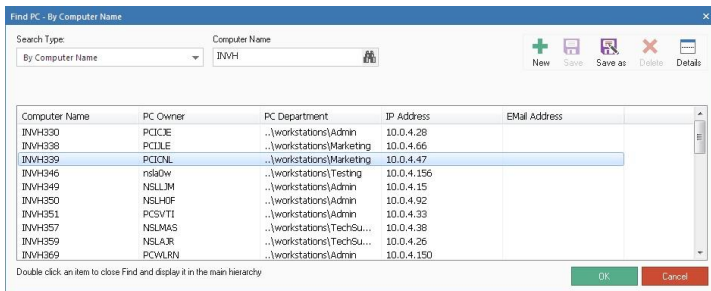 Find PC - By Computer Name
Search Type: Computer Name
By Computer Name INVH
New Save Save as Delete Details
Computer Name PC Owner PC Department IP Address EMail Address
INVH330 PCICJE ..\workstations\Admin 10.0.4.28
INVH338 PCIJLE ..\workstations\Marketing 10.0.4.66
INVH339 PCICNL ..\workstations\Marketing 10.0.4.47
INVH346 nsla0w ..\workstations\Testing 10.0.4.156
INVH349 NSLLJM ..\workstations\Admin 10.0.4.15
INVH350 NSLH0F ..\workstations\Admin 10.0.4.92
INVH351 PCSVTI ..\workstations\Admin 10.0.4.33
INVH357 NSLMAS ..\workstations\TechSu... 10.0.4.38
INVH359 NSLAJR ..\workstations\TechSu... 10.0.4.26
INVH369 PCWLRN ..\workstations\Admin 10.0.4.150
Double click an item to close Find and display it in the main hierarchy
OK Cancel